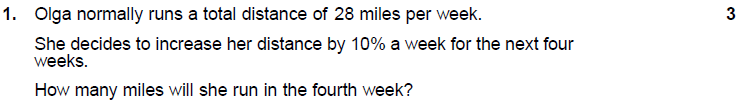 1. Olga normally runs a total distance of 28 miles per week. 3
She decides to increase her distance by 10% a week for the next four
weeks.
How many miles will she run in the fourth week?